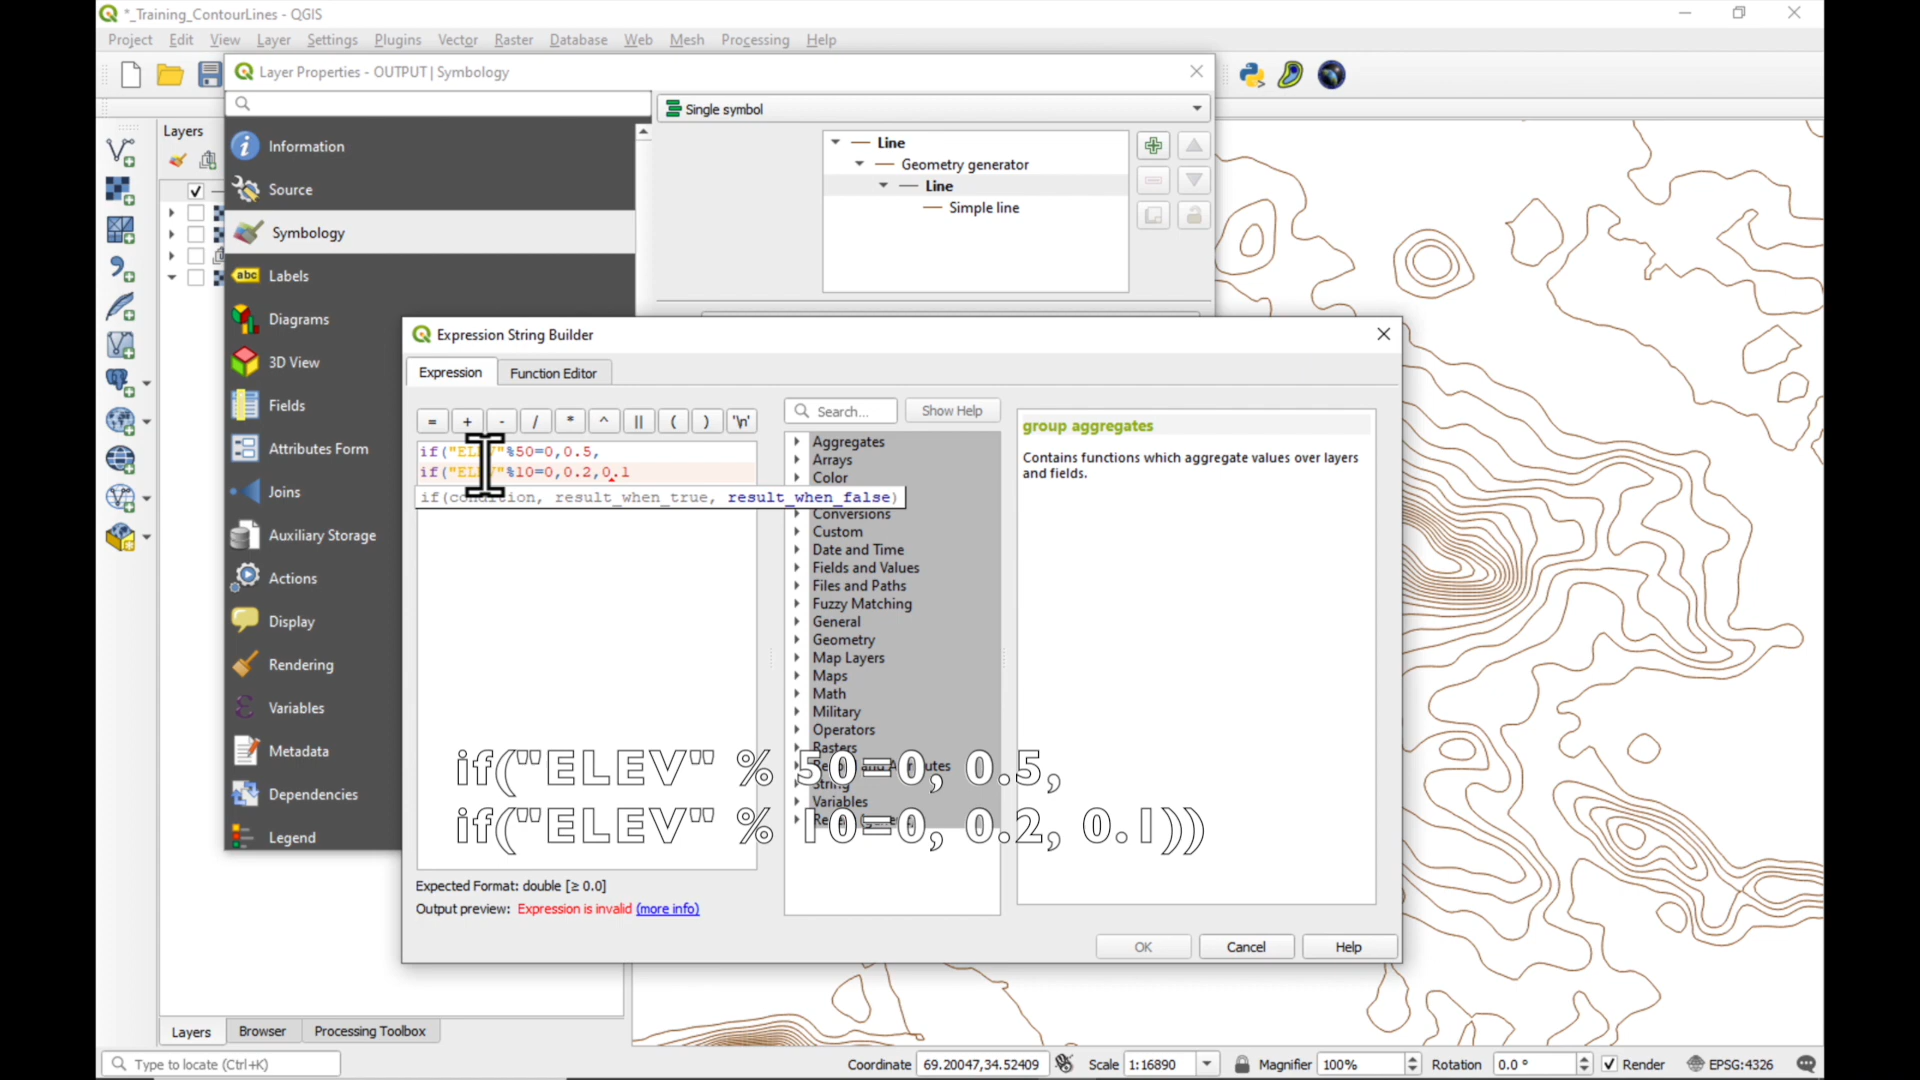 *_Training_ContourLines - QGIS
Project Edit View Layer Settings Plugins Vector Raster Database Web Mesh Processing Help
Layer Properties - OUTPUT | Symbology
Single symbol
Layers
Information
Line
Geometry generator
Source
Line
Simple line
Symbology
abc Labels
Diagrams
Expression String Builder
3D View
Expression Function Editor
Fields
Search... Show Help
= + - / * ^ || ( ) '\n'
group aggregates
Aggregates
Attributes Form
if("ELEV"%50=0,0.5,
Arrays
Contains functions which aggregate values over layers
and fields.
if("ELEV"%10=0,0.2,0.1
Color
Joins
if(condition, result_when_true, result_when_false)
Conversions
Custom
Auxiliary Storage
Date and Time
Fields and Values
Actions
Files and Paths
Fuzzy Matching
Display
General
Geometry
Rendering
Map Layers
Maps
Math
Variables
Military
Operators
Metadata
Rasters
if("ELEV" % 50=0, 0.5,
String
Dependencies
Variables
if("ELEV" % 10=0, 0.2, 0.1))
Legend
Expected Format: double [≥ 0.0]
Output preview: Expression is invalid (more info)
OK Cancel Help
Layers Browser Processing Toolbox
Type to locate (Ctrl+K) Coordinate 69.20047,34.52409 Scale 1:16890 Magnifier 100% Rotation 0.0 ° Render EPSG:4326